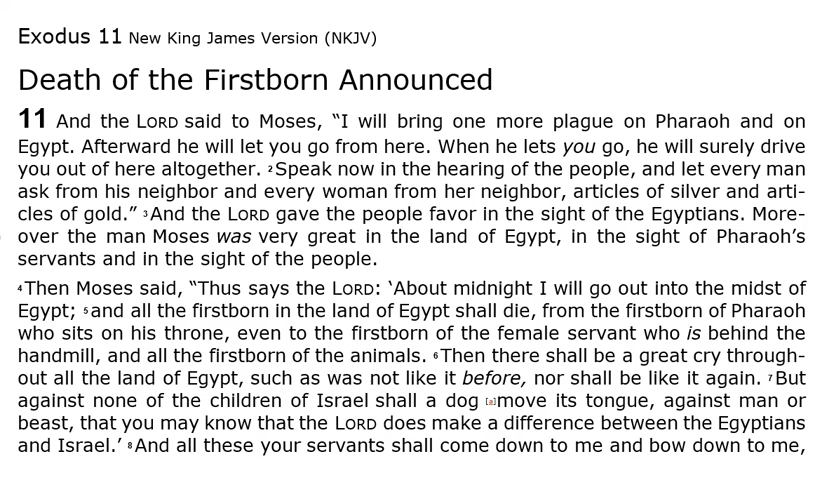 Exodus 11 New King James Version (NKJV)
Death of the Firstborn Announced
11 And the LORD said to Moses, “I will bring one more plague on Pharaoh and on
Egypt. Afterward he will let you go from here. When he lets you go, he will surely drive
you out of here altogether. 2 Speak now in the hearing of the people, and let every man
ask from his neighbor and every woman from her neighbor, articles of silver and arti-
cles of gold.” 3 And the LORD gave the people favor in the sight of the Egyptians. More-
over the man Moses was very great in the land of Egypt, in the sight of Pharaoh’s
servants and in the sight of the people.
4 Then Moses said, “Thus says the LORD: ‘About midnight I will go out into the midst of
Egypt; 5 and all the firstborn in the land of Egypt shall die, from the firstborn of Pharaoh
who sits on his throne, even to the firstborn of the female servant who is behind the
handmill, and all the firstborn of the animals. 6 Then there shall be a great cry through-
out all the land of Egypt, such as was not like it before, nor shall be like it again. 7 But
against none of the children of Israel shall a dog [a]move its tongue, against man or
beast, that you may know that the LORD does make a difference between the Egyptians
and Israel.’ 8 And all these your servants shall come down to me and bow down to me,